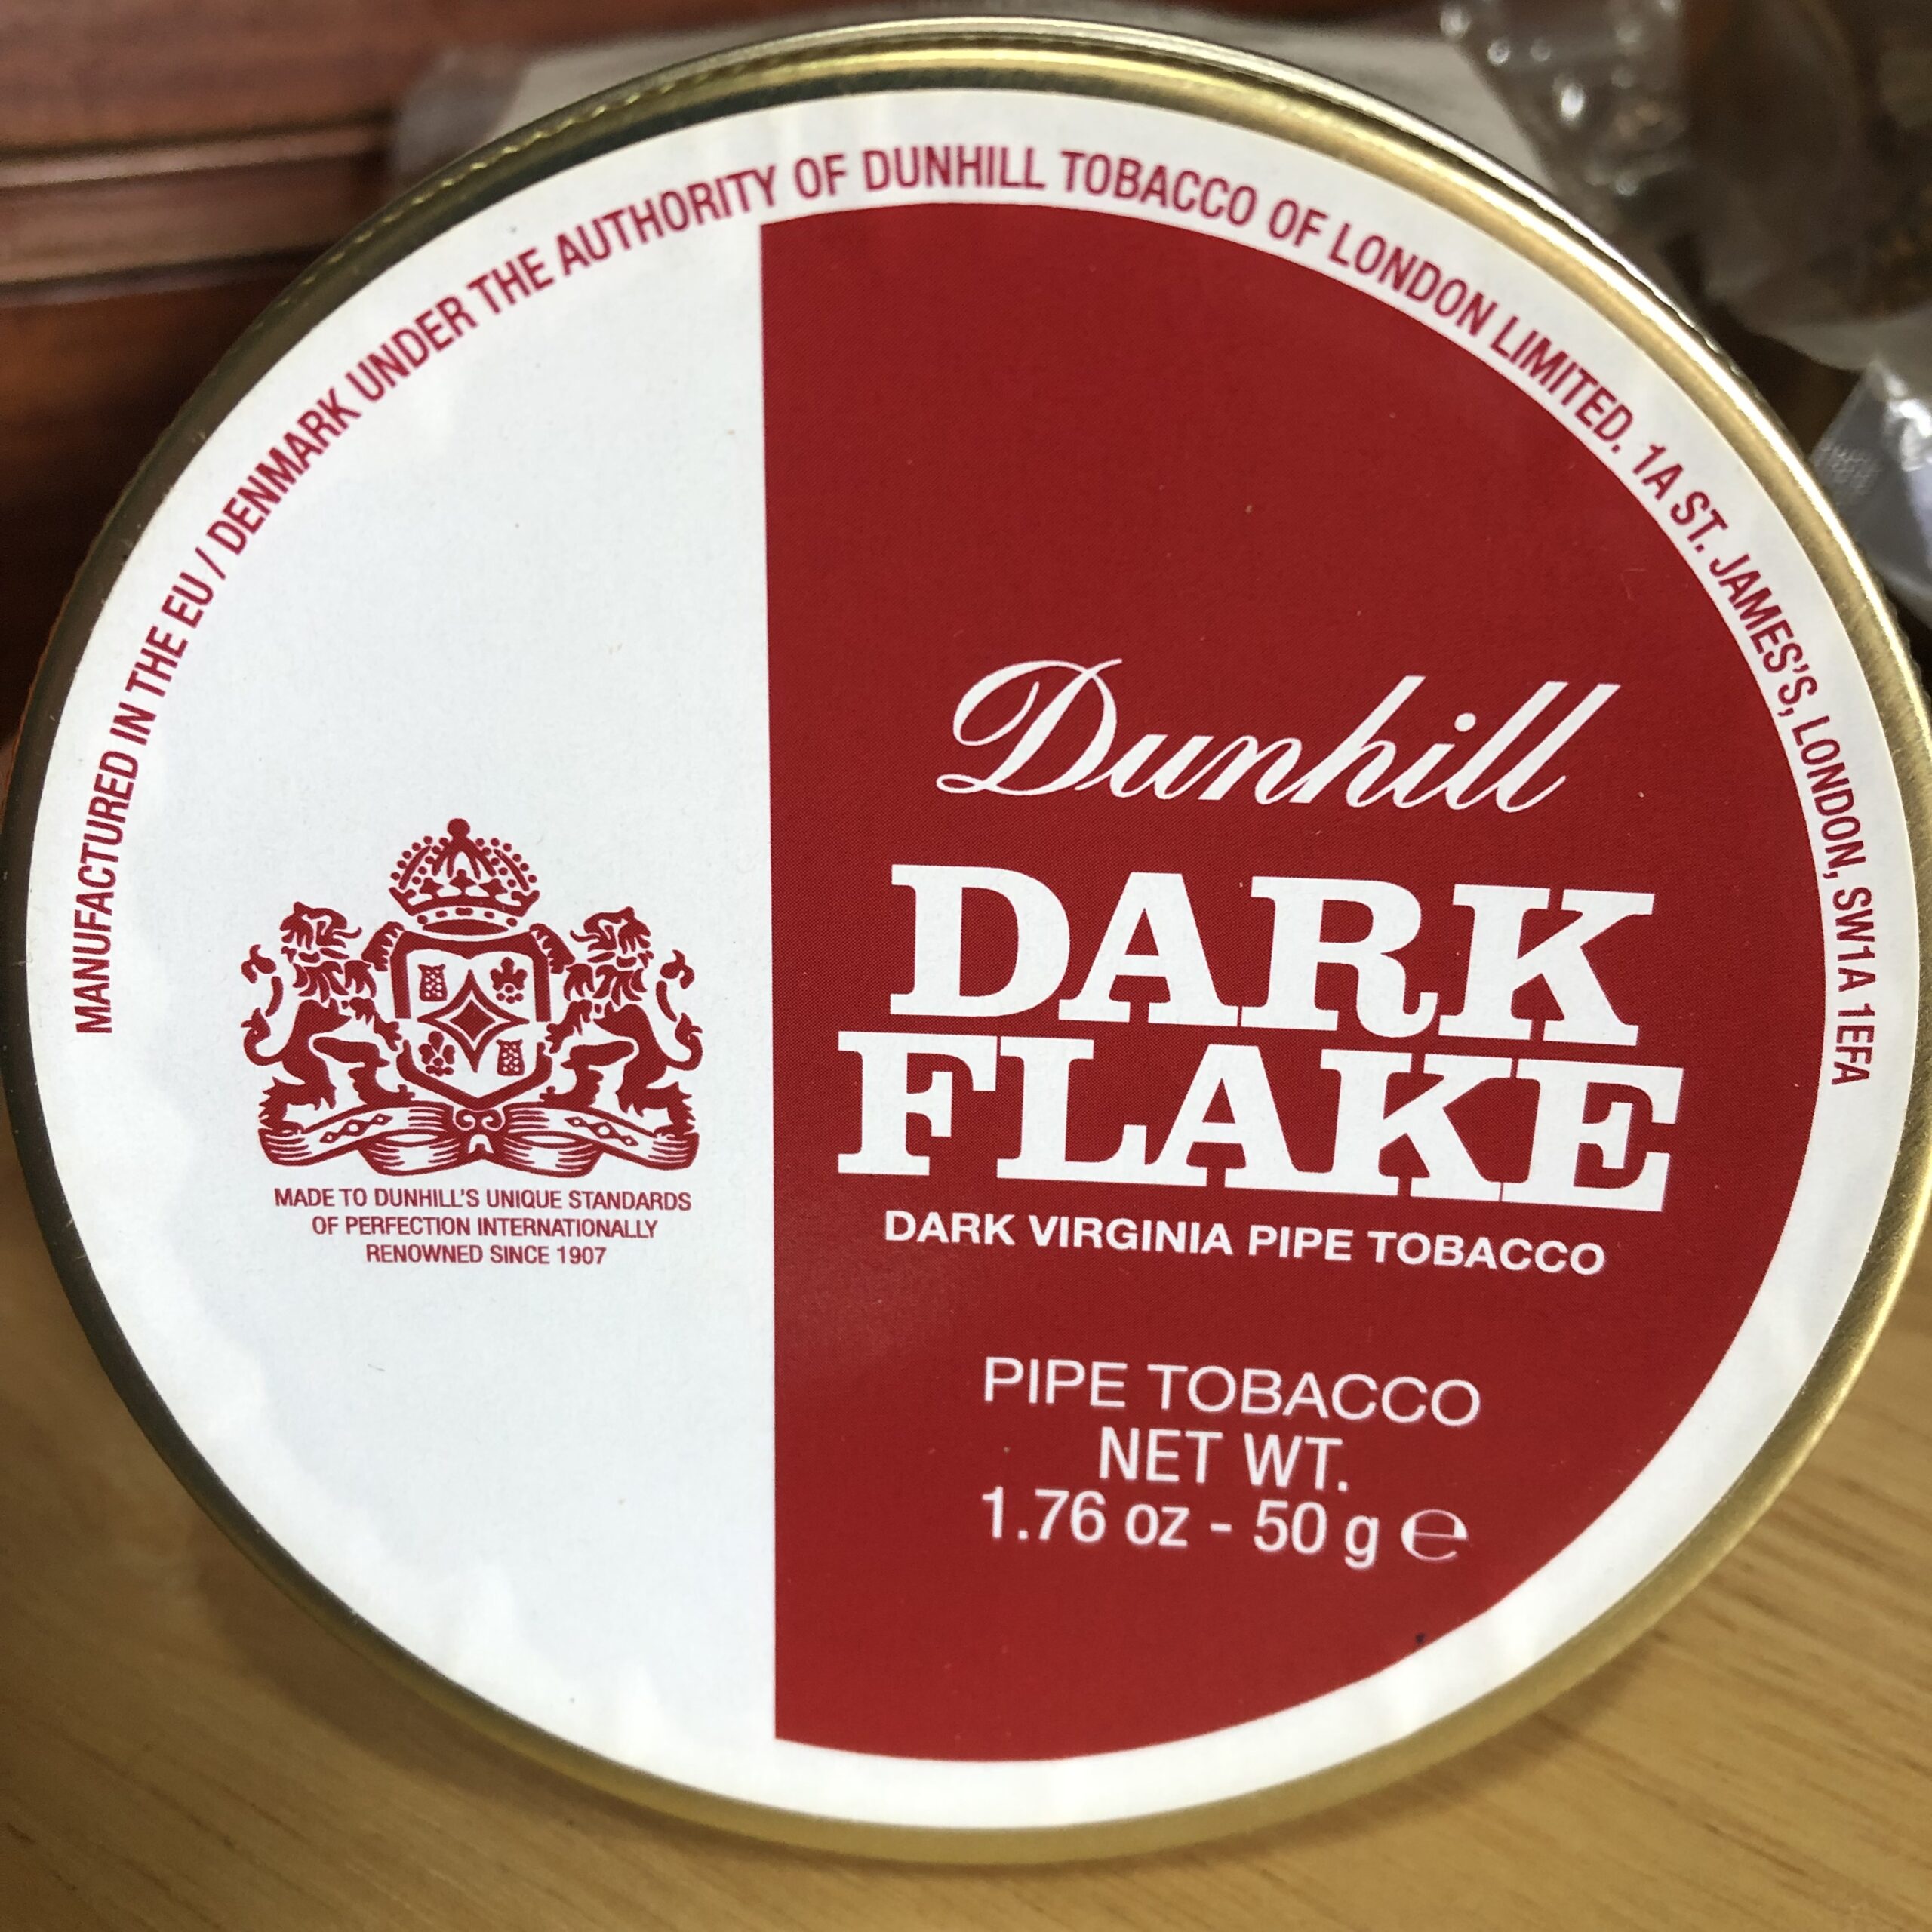 MANUFACTURED IN THE EU / DENMARK UNDER THE AUTHORITY OF DUNHILL TOBACCO OF LONDON LIMITED. 1A ST. JAMES'S, LONDON, SW1A 1EFA
Dunhill
DARK
FLAKE
DARK VIRGINIA PIPE TOBACCO
MADE TO DUNHILL'S UNIQUE STANDARDS
OF PERFECTION INTERNATIONALLY
RENOWNED SINCE 1907
PIPE TOBACCO
NET WT.
1.76 oz - 50 g ℮